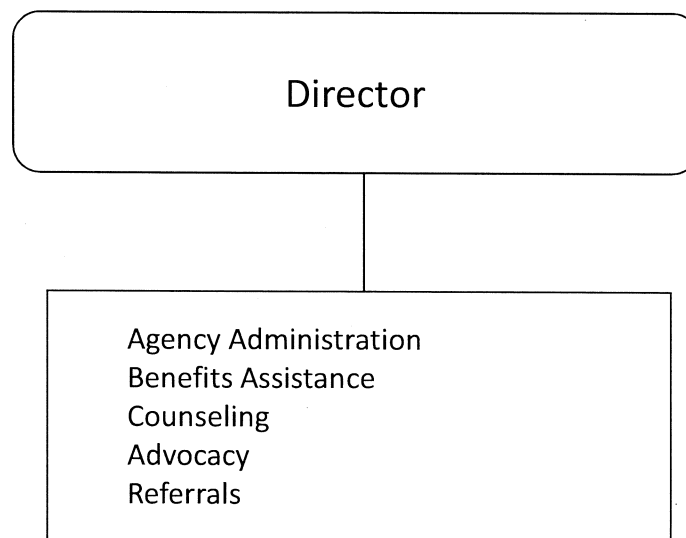 Director
Agency Administration
Benefits Assistance
Counseling
Advocacy
Referrals